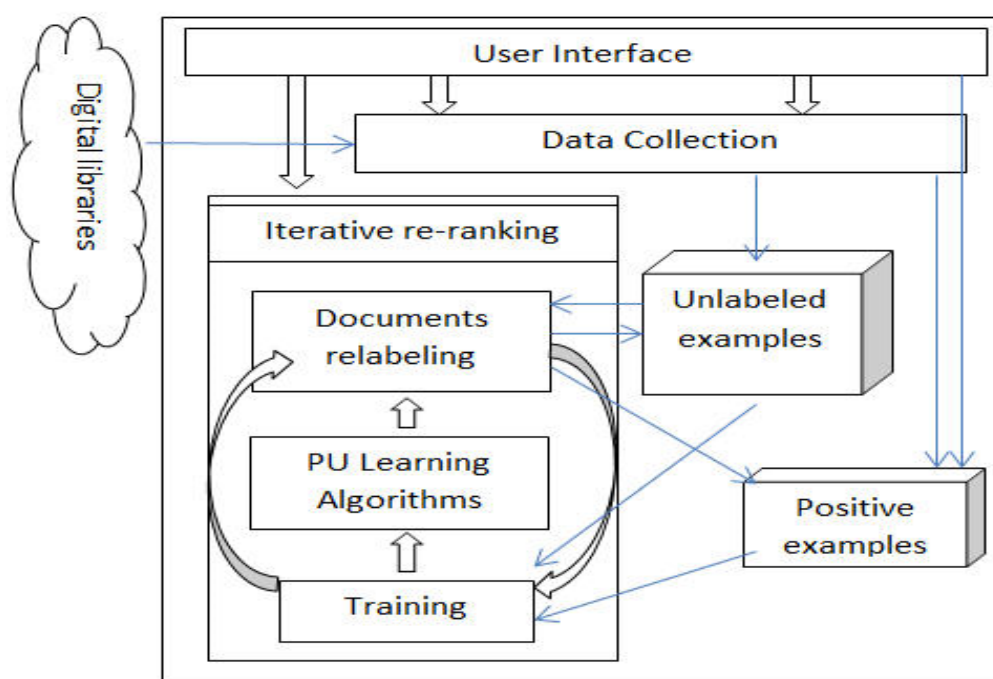 User Interface
Digital libraries
Data Collection
Iterative re-ranking
Unlabeled
examples
Documents
relabeling
PU Learning
Algorithms
Positive
examples
Training